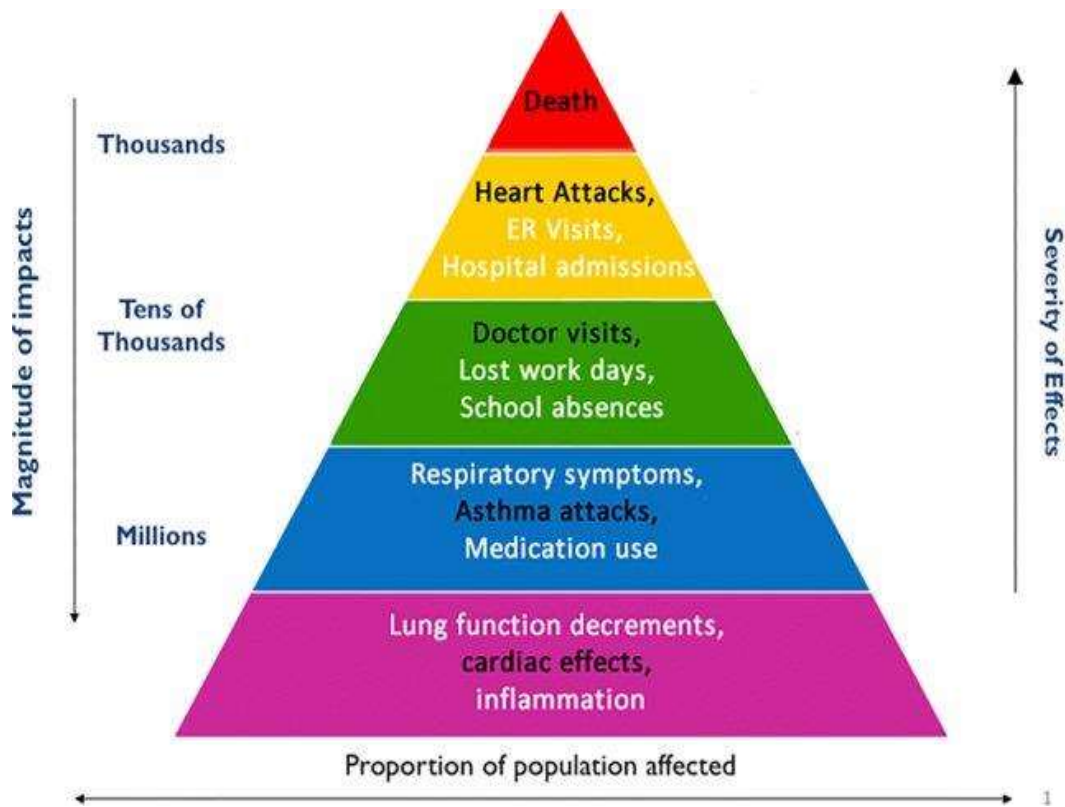 Death
Thousands
Heart Attacks,
ER Visits,
Hospital admissions
Magnitude of impacts
Severity of Effects
Tens of
Thousands
Doctor visits,
Lost work days,
School absences
Respiratory symptoms,
Asthma attacks,
Medication use
Millions
Lung function decrements,
cardiac effects,
inflammation
Proportion of population affected
1